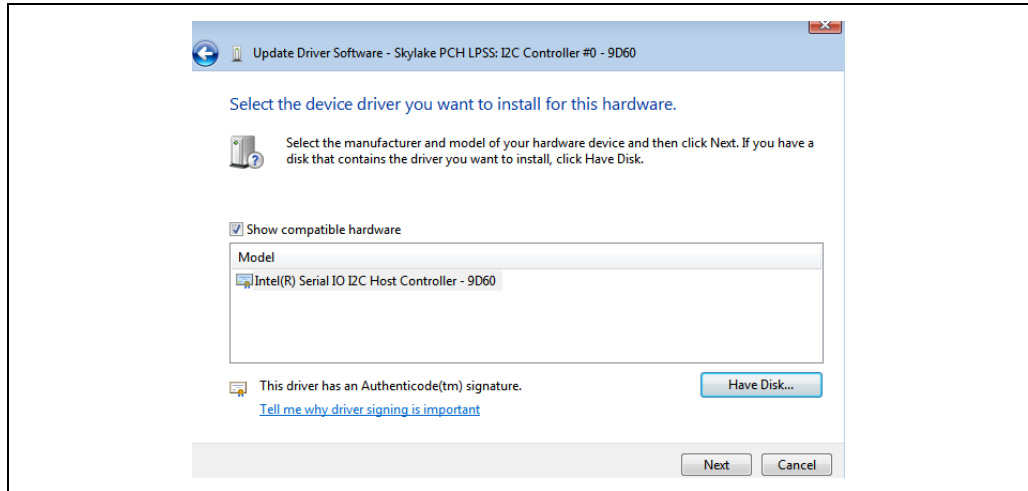 Update Driver Software - Skylake PCH LPSS: I2C Controller #0 - 9D60
Select the device driver you want to install for this hardware.
Select the manufacturer and model of your hardware device and then click Next. If you have a
disk that contains the driver you want to install, click Have Disk.
Show compatible hardware
Model
Intel(R) Serial IO I2C Host Controller - 9D60
This driver has an Authenticode(tm) signature.
Have Disk...
Tell me why driver signing is important
Next
Cancel